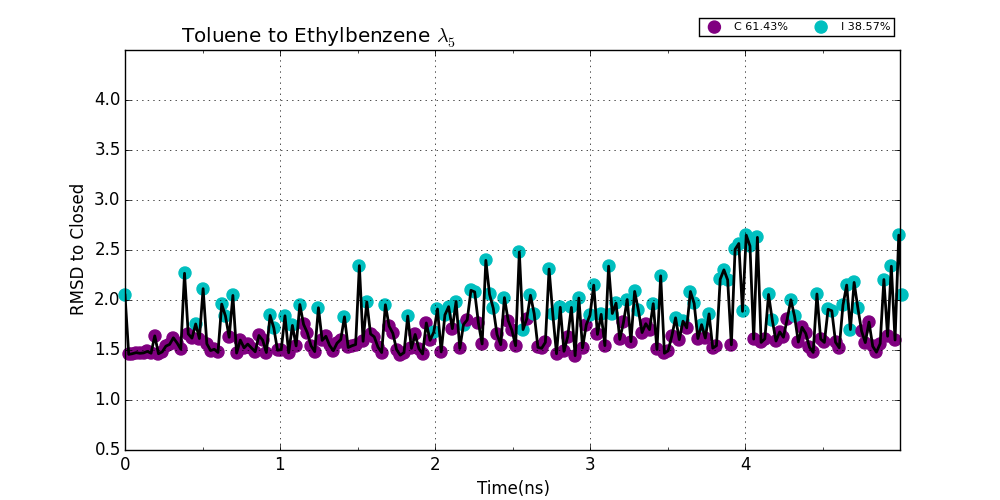 Toluene to Ethylbenzene λ5
C 61.43% I 38.57%
RMSD to Closed
4.0
3.5
3.0
2.5
2.0
1.5
1.0
0.5
0 1 2 3 4
Time(ns)